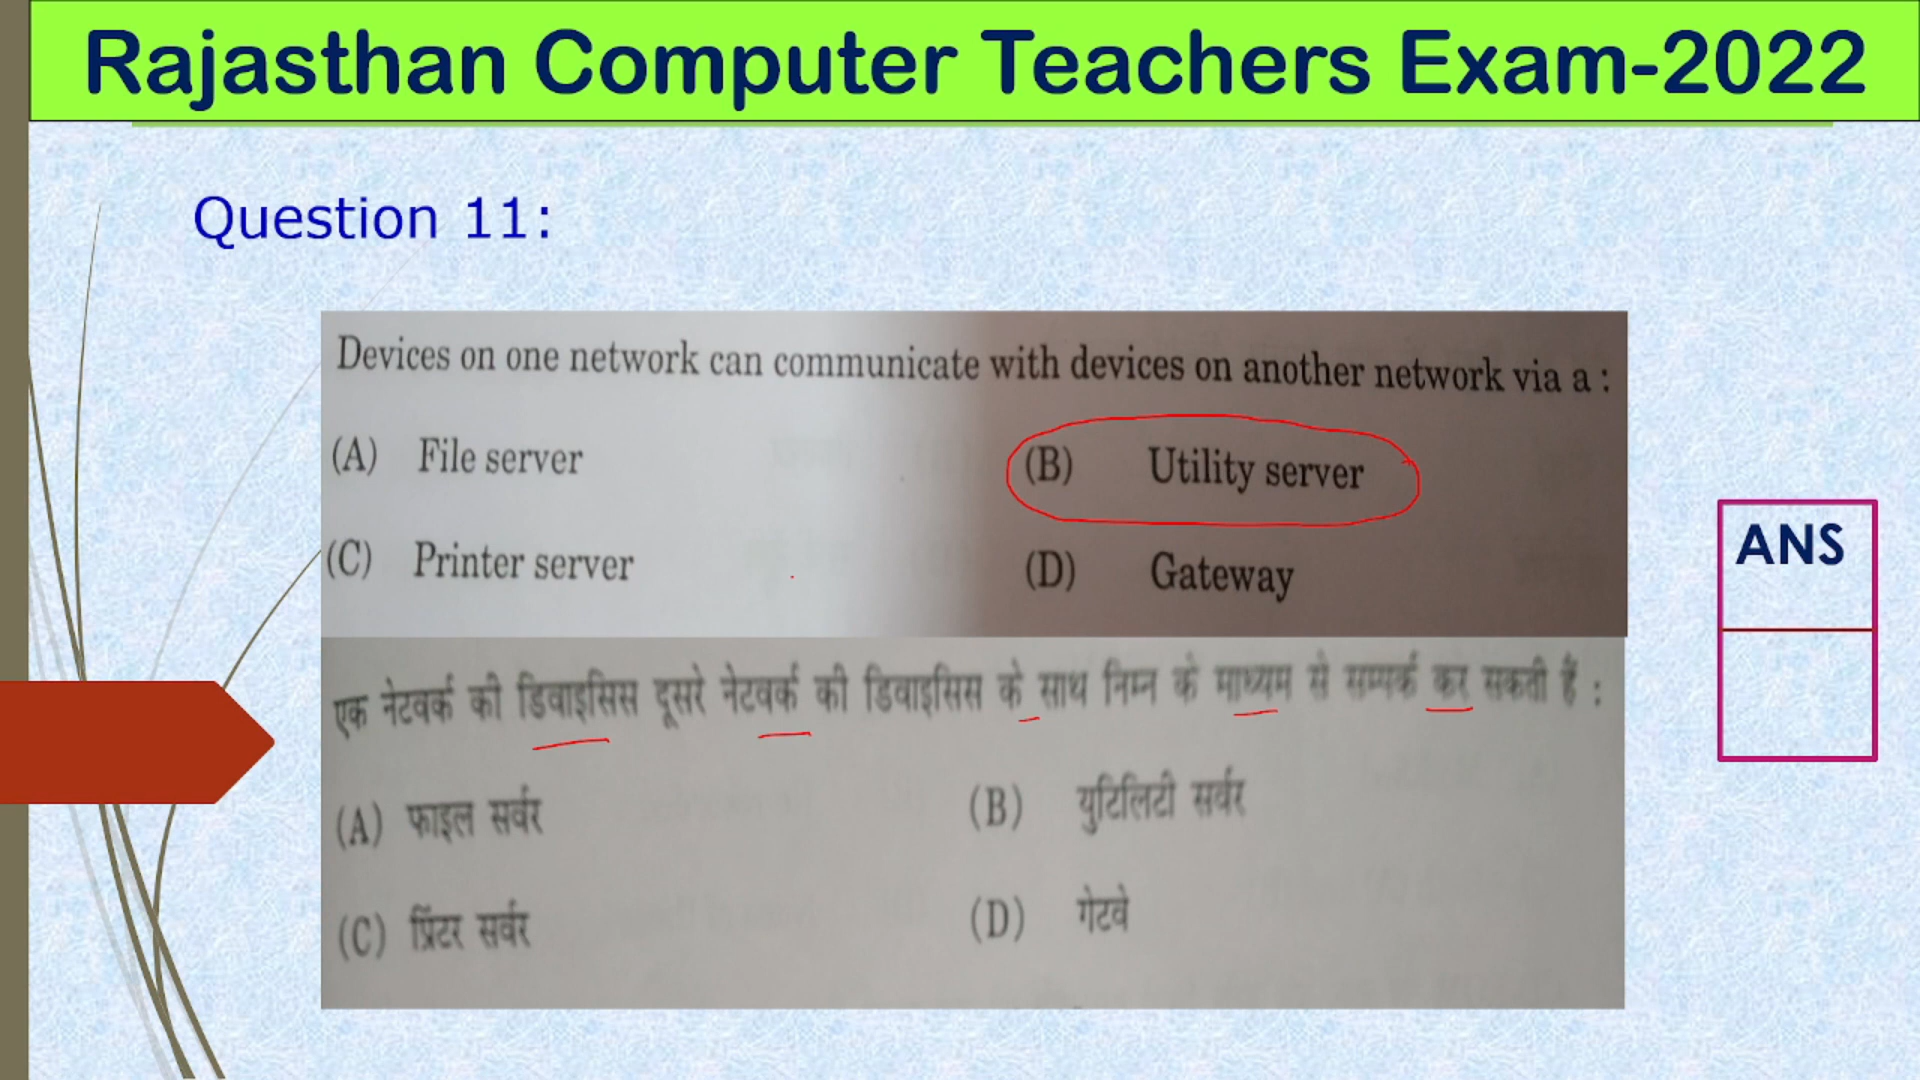 Rajasthan Computer Teachers Exam-2022
Question 11:
Devices on one network can communicate with devices on another network via a :
(A) File server (B) Utility server
(C) Printer server (D) Gateway
ANS
एक नेटवर्क की डिवाइसिस दूसरे नेटवर्क की डिवाइसिस के साथ निम्न के माध्यम से सम्पर्क कर सकती हैं :
(A) फाइल सर्वर (B) युटिलिटी सर्वर
(C) प्रिंटर सर्वर (D) गेटवे